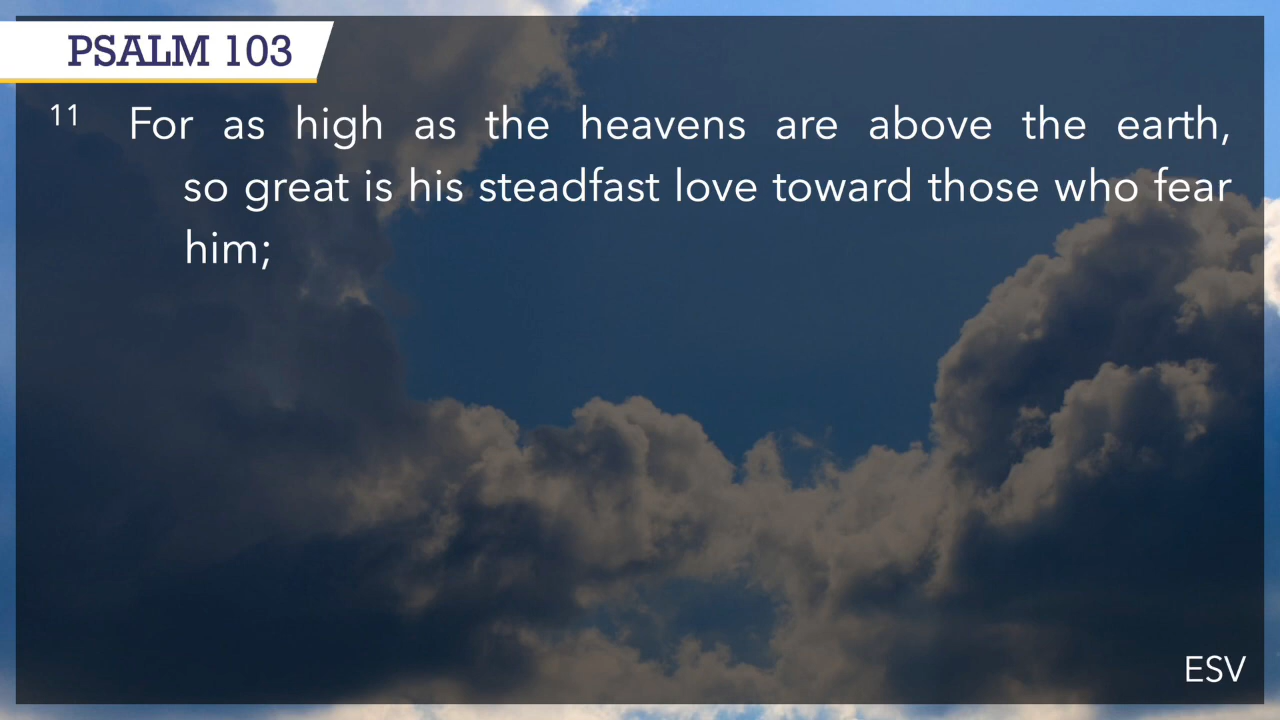 PSALM 103
11 For as high as the heavens are above the earth,
so great is his steadfast love toward those who fear
him;
ESV